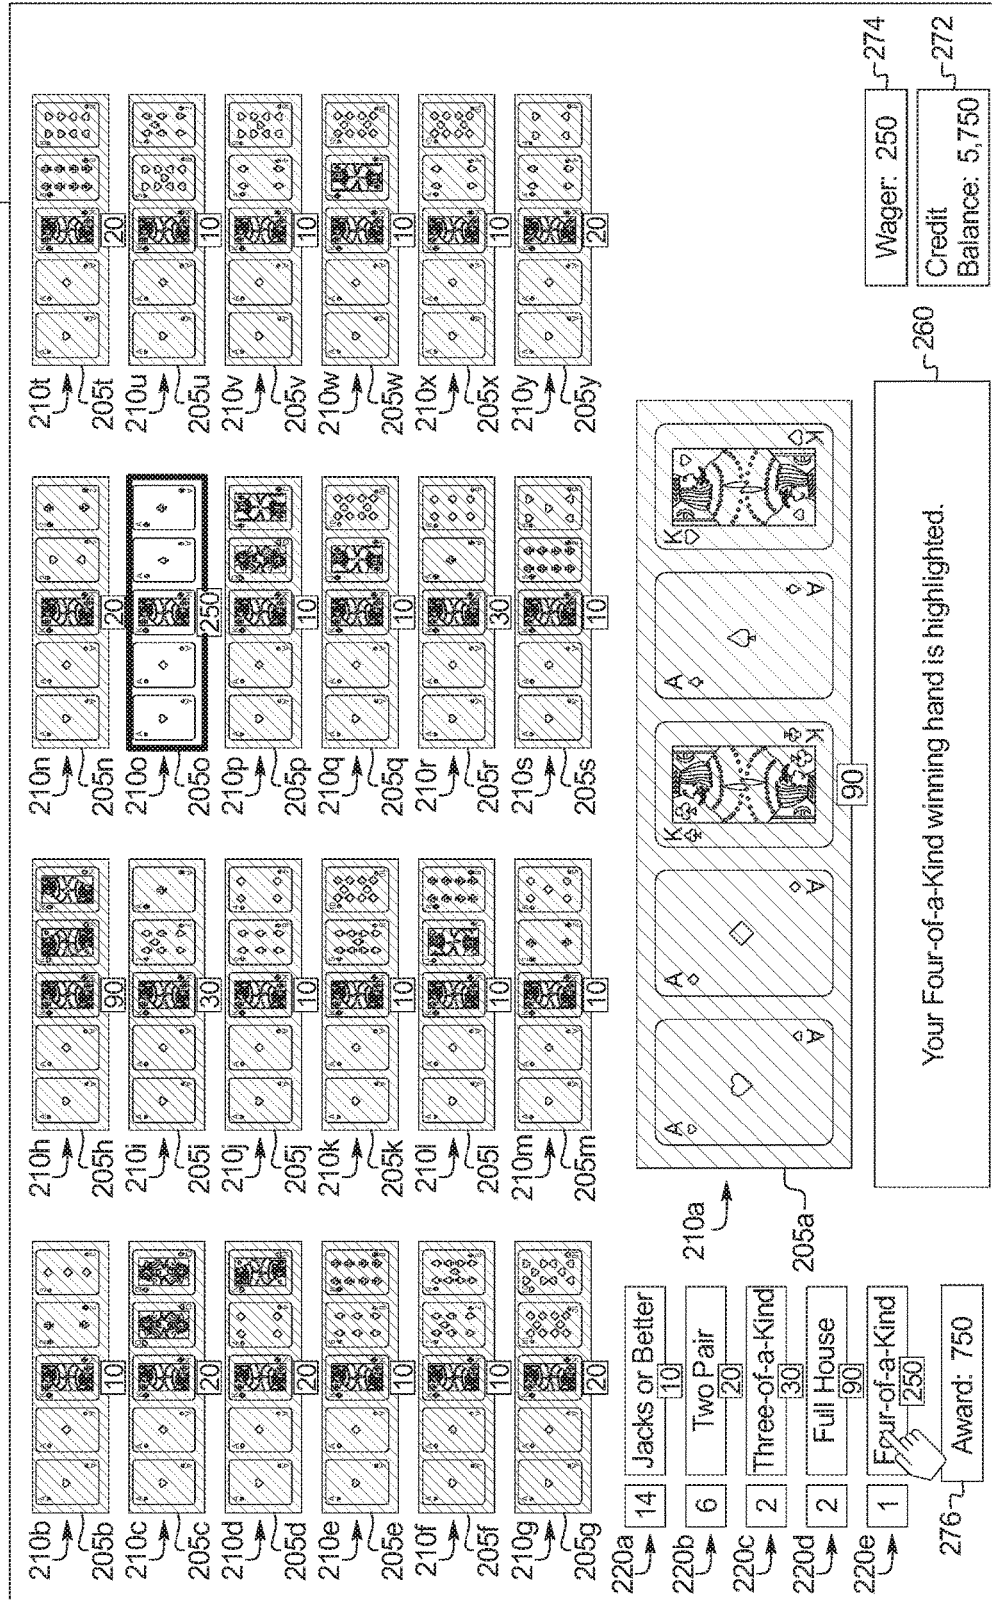 210b 210h 210n 210t
205b 205h 205n 205t
10 90 20 20
210c 210i 210o 210u
205c 205i 205o 205u
20 30 250 10
210d 210j 210p 210v
205d 205j 205p 205v
20 10 10 10
210e 210k 210q 210w
205e 205k 205q 205w
10 10 10 10
210f 210l 210r 210x
205f 205l 205r 205x
10 10 30 10
210g 210m 210s 210y
205g 205m 205s 205y
20 10 10 20
220a 14 Jacks or Better
10
220b 6 Two Pair
20
220c 2 Three-of-a-Kind
30
220d 2 Full House
90
220e 1 Four-of-a-Kind
250
276 Award: 750
210a
205a
A A K A K
A A K A K
90
Your Four-of-a-Kind winning hand is highlighted.
260
Wager: 250
274
Credit
Balance: 5,750
272